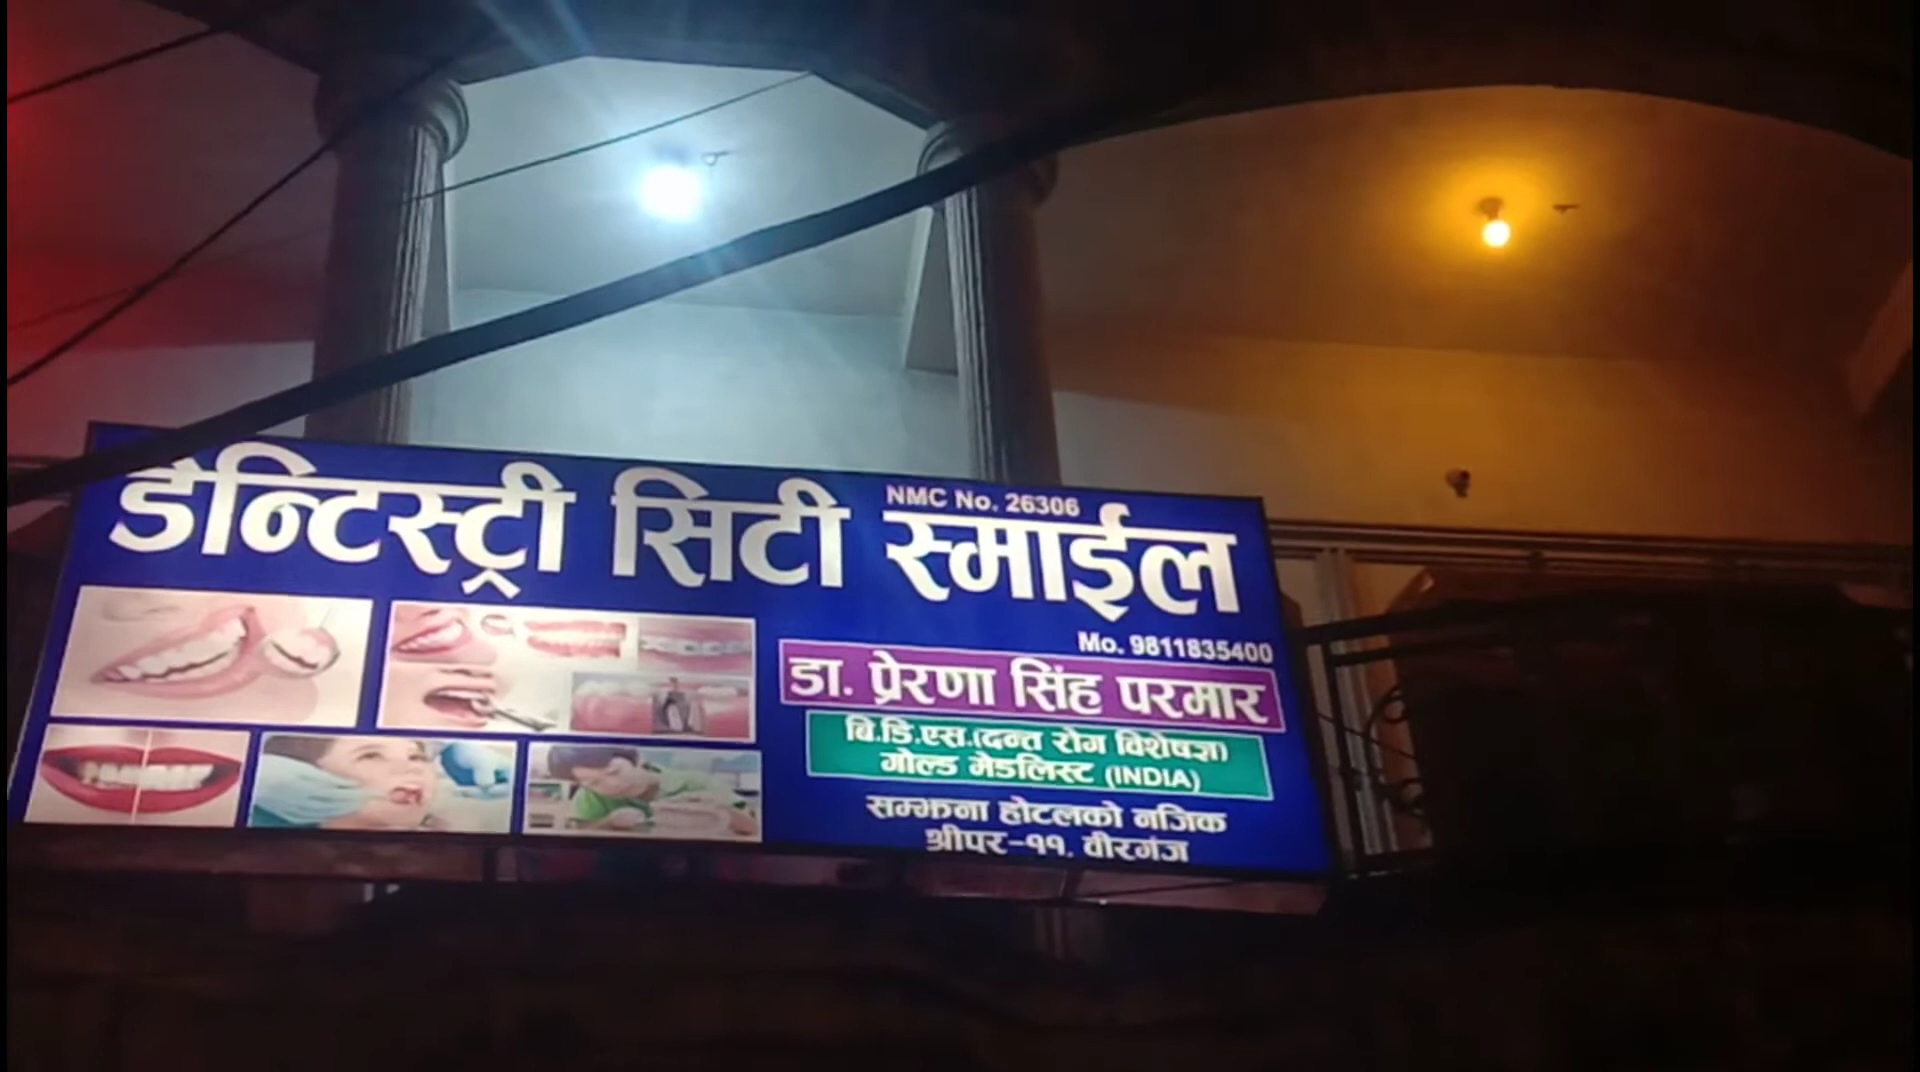 डेन्टिस्ट्री सिटी स्माईल
NMC No. 26306
Mo. 9811835400
डा. प्रेरणा सिंह परमार
बि.डि.एस.(दन्त रोग विशेषज्ञ)
गोल्ड मेडलिस्ट (INDIA)
सम्झना होटलको नजिक
श्रीपुर-११, वीरगंज